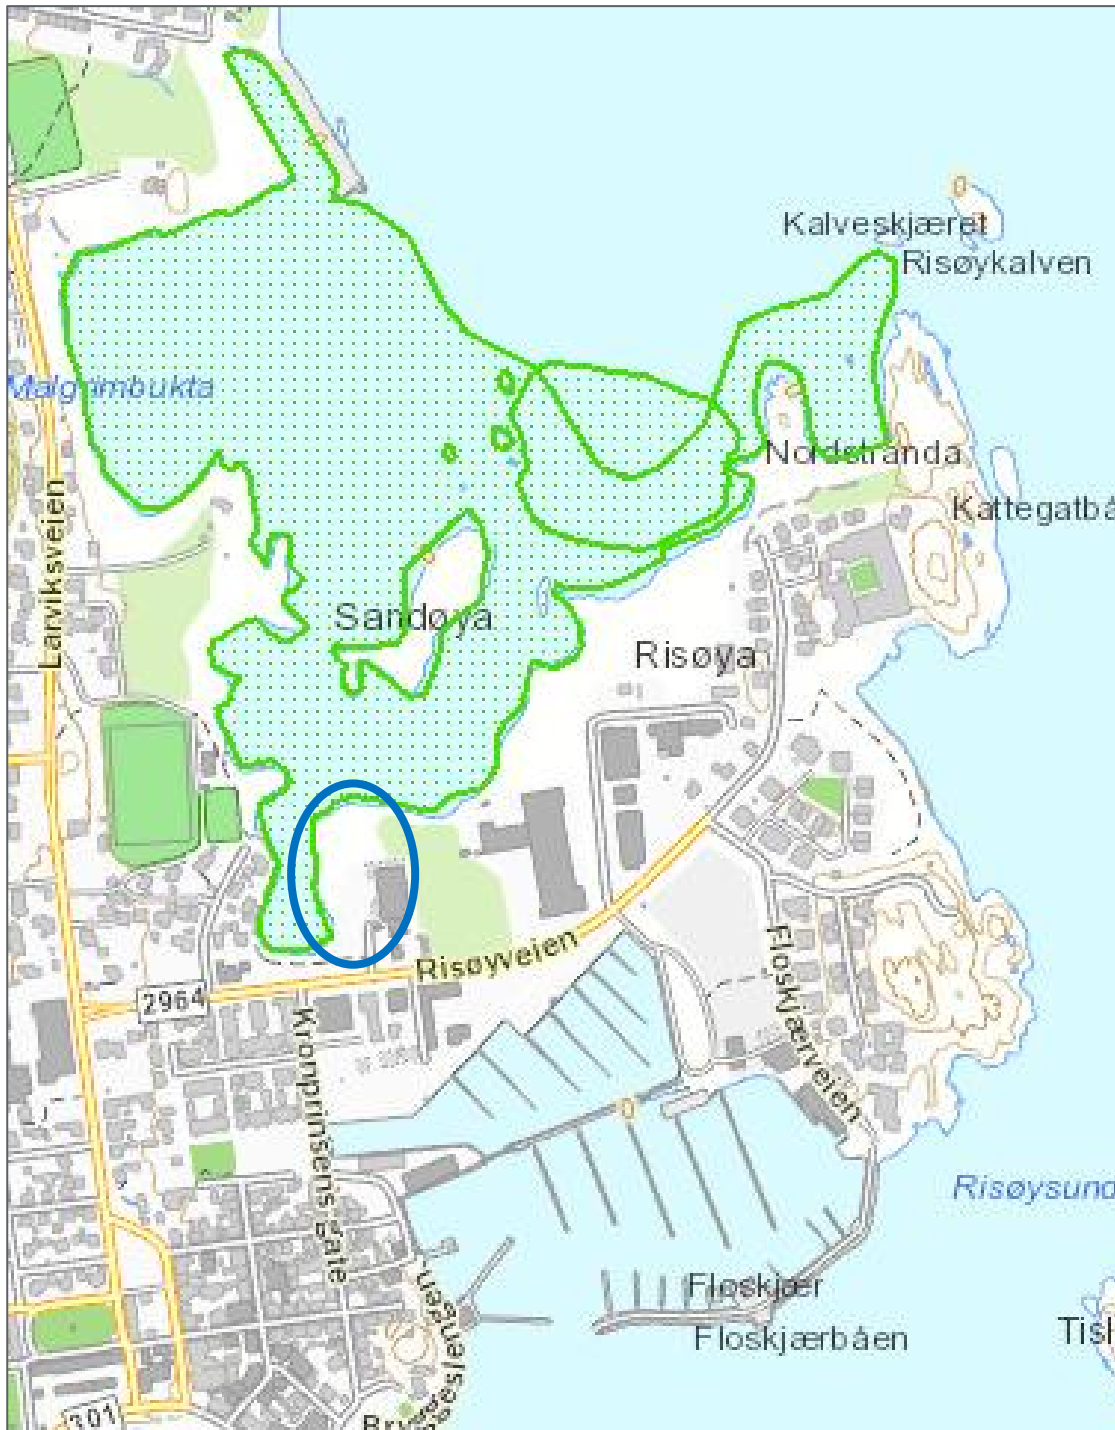 Kalveskjæret
Risøykalven
Malgrimbukta
Nordstranda
Kattegatbå
Larviksveien
Sandøya
Risøya
Risøyveien
2964
Floskjærveien
Kronprinsens gate
Risøysund
Floskjær
Floskjærbåen
Tis
301